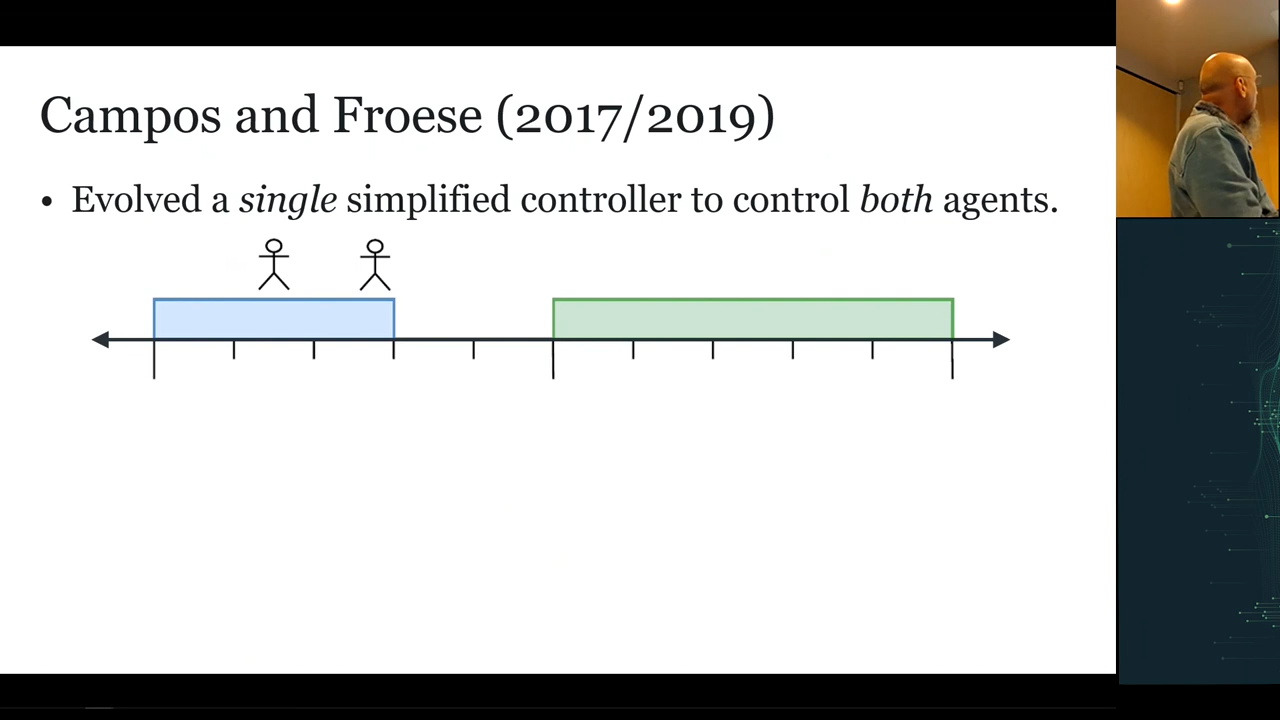 Campos and Froese (2017/2019)
• Evolved a single simplified controller to control both agents.